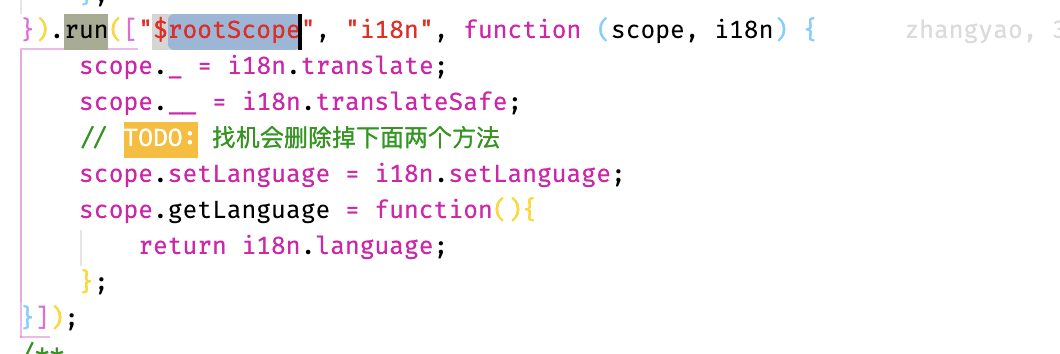 };
}).run(["$rootScope", "i18n", function (scope, i18n) { zhangyao, 3
scope._ = i18n.translate;
scope.__ = i18n.translateSafe;
// TODO: 找机会删除掉下面两个方法
scope.setLanguage = i18n.setLanguage;
scope.getLanguage = function(){
return i18n.language;
};
}]);
/**